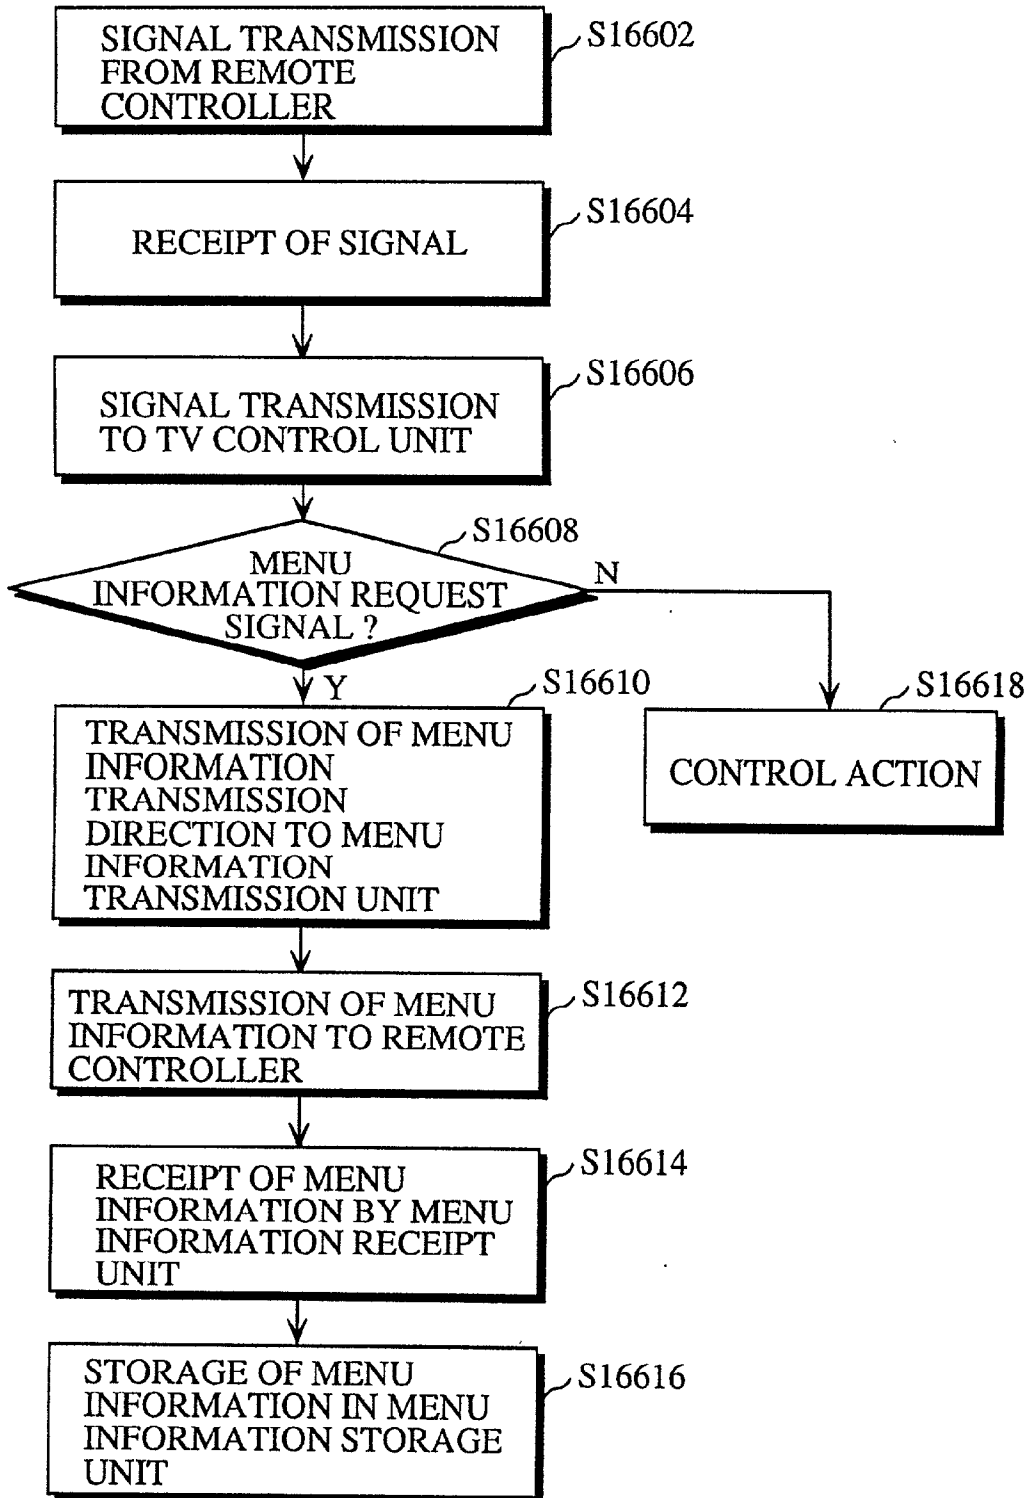 SIGNAL TRANSMISSION
FROM REMOTE
CONTROLLER
S16602
RECEIPT OF SIGNAL
S16604
SIGNAL TRANSMISSION
TO TV CONTROL UNIT
S16606
MENU
INFORMATION REQUEST
SIGNAL ?
S16608
N
Y
TRANSMISSION OF MENU
INFORMATION
TRANSMISSION
DIRECTION TO MENU
INFORMATION
TRANSMISSION UNIT
S16610
CONTROL ACTION
S16618
TRANSMISSION OF MENU
INFORMATION TO REMOTE
CONTROLLER
S16612
RECEIPT OF MENU
INFORMATION BY MENU
INFORMATION RECEIPT
UNIT
S16614
STORAGE OF MENU
INFORMATION IN MENU
INFORMATION STORAGE
UNIT
S16616